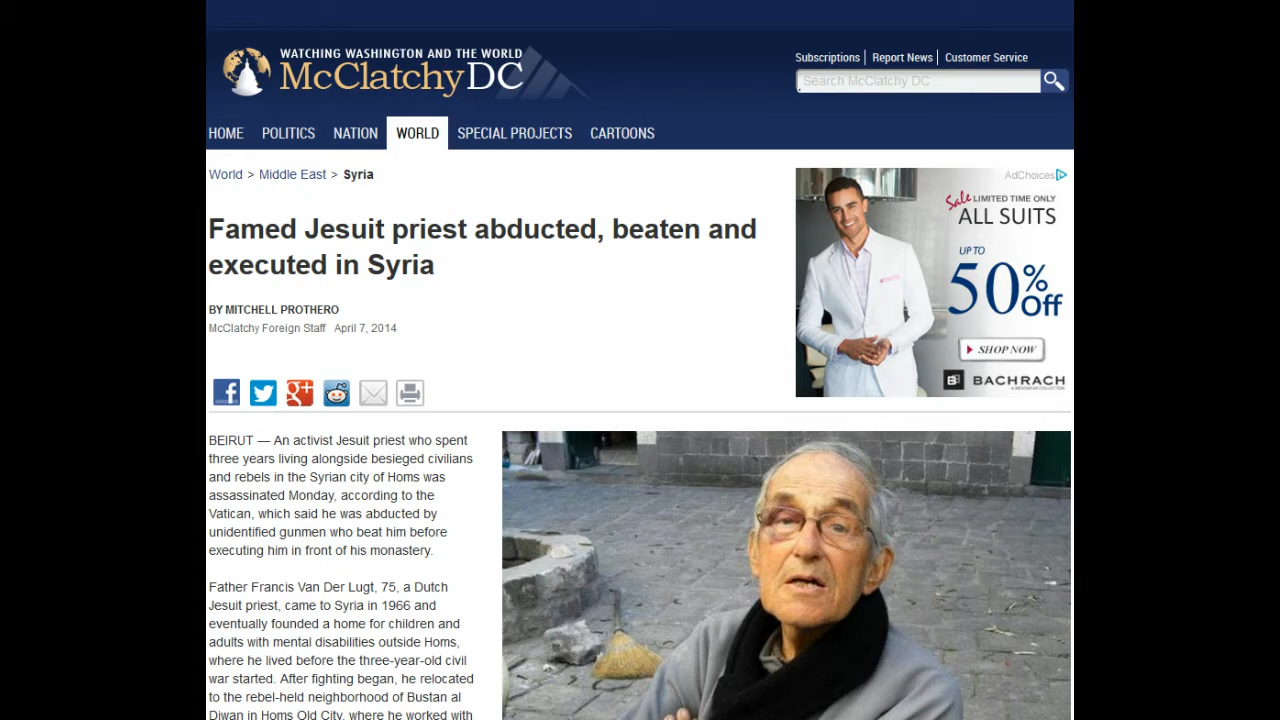 WATCHING WASHINGTON AND THE WORLD
McClatchyDC
Subscriptions | Report News | Customer Service
Search McClatchy DC
HOME POLITICS NATION WORLD SPECIAL PROJECTS CARTOONS
World > Middle East > Syria
Famed Jesuit priest abducted, beaten and
executed in Syria
BY MITCHELL PROTHERO
McClatchy Foreign Staff April 7, 2014
AdChoices
Sale LIMITED TIME ONLY
ALL SUITS
UP TO
50% Off
SHOP NOW
B BACHRACH
BEIRUT — An activist Jesuit priest who spent
three years living alongside besieged civilians
and rebels in the Syrian city of Homs was
assassinated Monday, according to the
Vatican, which said he was abducted by
unidentified gunmen who beat him before
executing him in front of his monastery.
Father Francis Van Der Lugt, 75, a Dutch
Jesuit priest, came to Syria in 1966 and
eventually founded a home for children and
adults with mental disabilities outside Homs,
where he lived before the three-year-old civil
war started. After fighting began, he relocated
to the rebel-held neighborhood of Bustan al
Diwan in Homs Old City, where he worked with